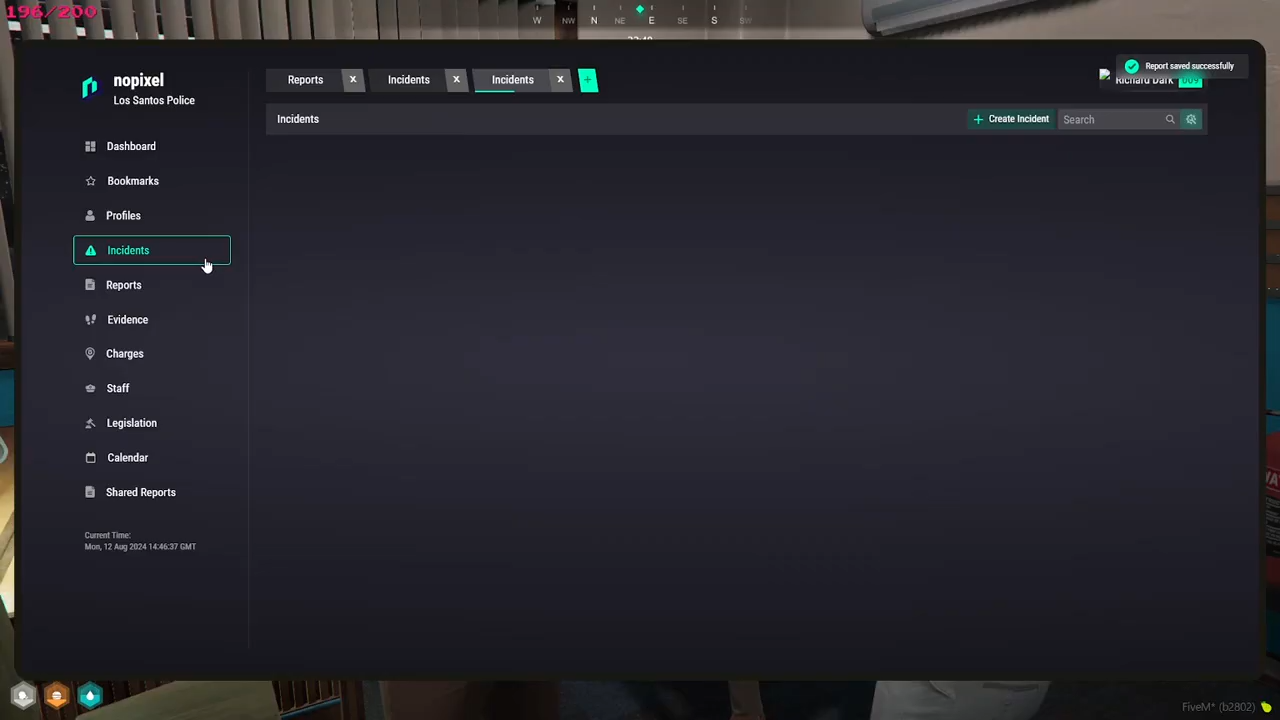 196/200
W NW N NE E SE S SW
nopixel
Los Santos Police
Reports x Incidents x Incidents x +
Report saved successfully
Richard Dark 009
Incidents
Create Incident
Search
Dashboard
Bookmarks
Profiles
Incidents
Reports
Evidence
Charges
Staff
Legislation
Calendar
Shared Reports
Current Time:
Mon, 12 Aug 2024 14:46:37 GMT
FiveM* (b2802)